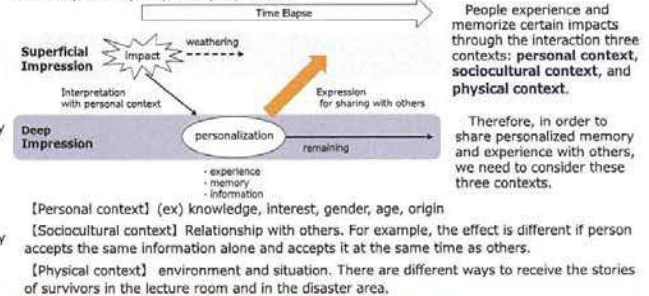 Time Elapse
Superficial
Impression
impact
weathering
Interpretation
with personal context
Expression
for sharing with others
Deep
Impression
personalization
remaining
· experience
· memory
· information
People experience and
memorize certain impacts
through the interaction three
contexts: personal context,
sociocultural context, and
physical context.
Therefore, in order to
share personalized memory
and experience with others,
we need to consider these
three contexts.
【Personal context】 (ex) knowledge, interest, gender, age, origin
【Sociocultural context】 Relationship with others. For example, the effect is different if person
accepts the same information alone and accepts it at the same time as others.
【Physical context】 environment and situation. There are different ways to receive the stories
of survivors in the lecture room and in the disaster area.